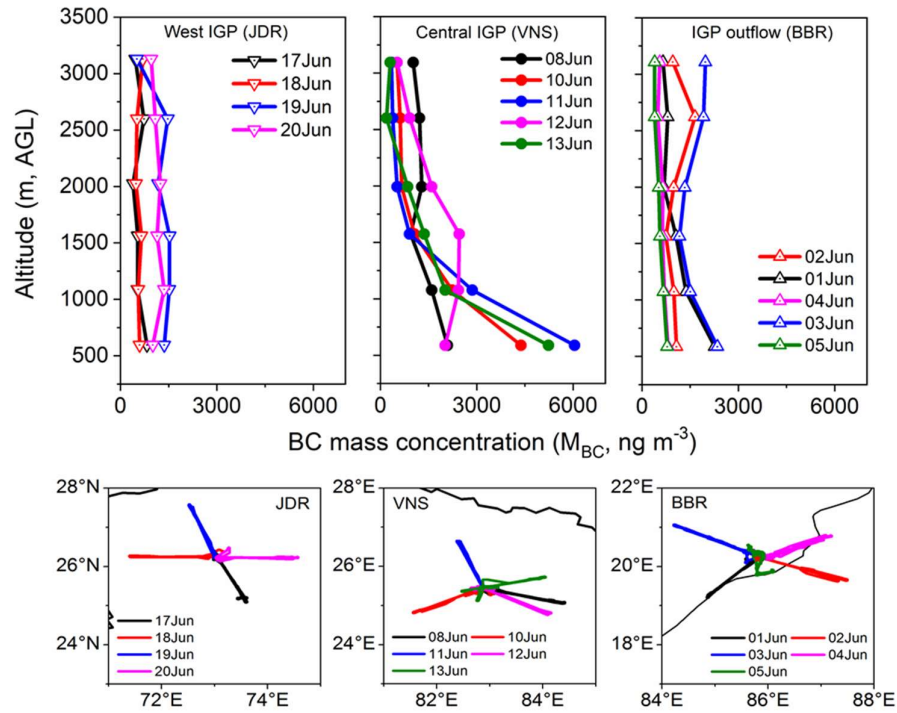 West IGP (JDR)
17Jun
18Jun
19Jun
20Jun
Central IGP (VNS)
08Jun
10Jun
11Jun
12Jun
13Jun
IGP outflow (BBR)
02Jun
01Jun
04Jun
03Jun
05Jun
Altitude (m, AGL)
3500
3000
2500
2000
1500
1000
500
0 3000 6000
0 3000 6000
0 3000 6000
BC mass concentration (M_BC, ng m⁻³)
28°N
26°N
24°N
JDR
17Jun
18Jun
19Jun
20Jun
72°E 74°E
28°E
26°E
24°E
VNS
08Jun 10Jun
11Jun 12Jun
13Jun
82°E 84°E
22°E
20°E
18°E
BBR
01Jun 02Jun
03Jun 04Jun
05Jun
84°E 86°E 88°E